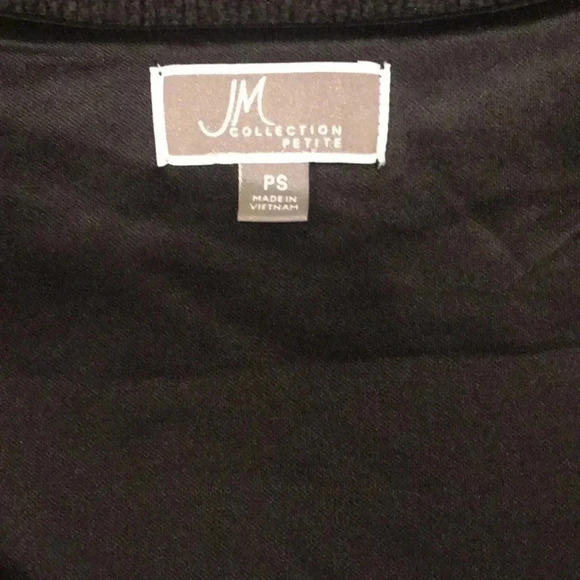 JM
COLLECTION
PETITE
PS
MADE IN
VIETNAM